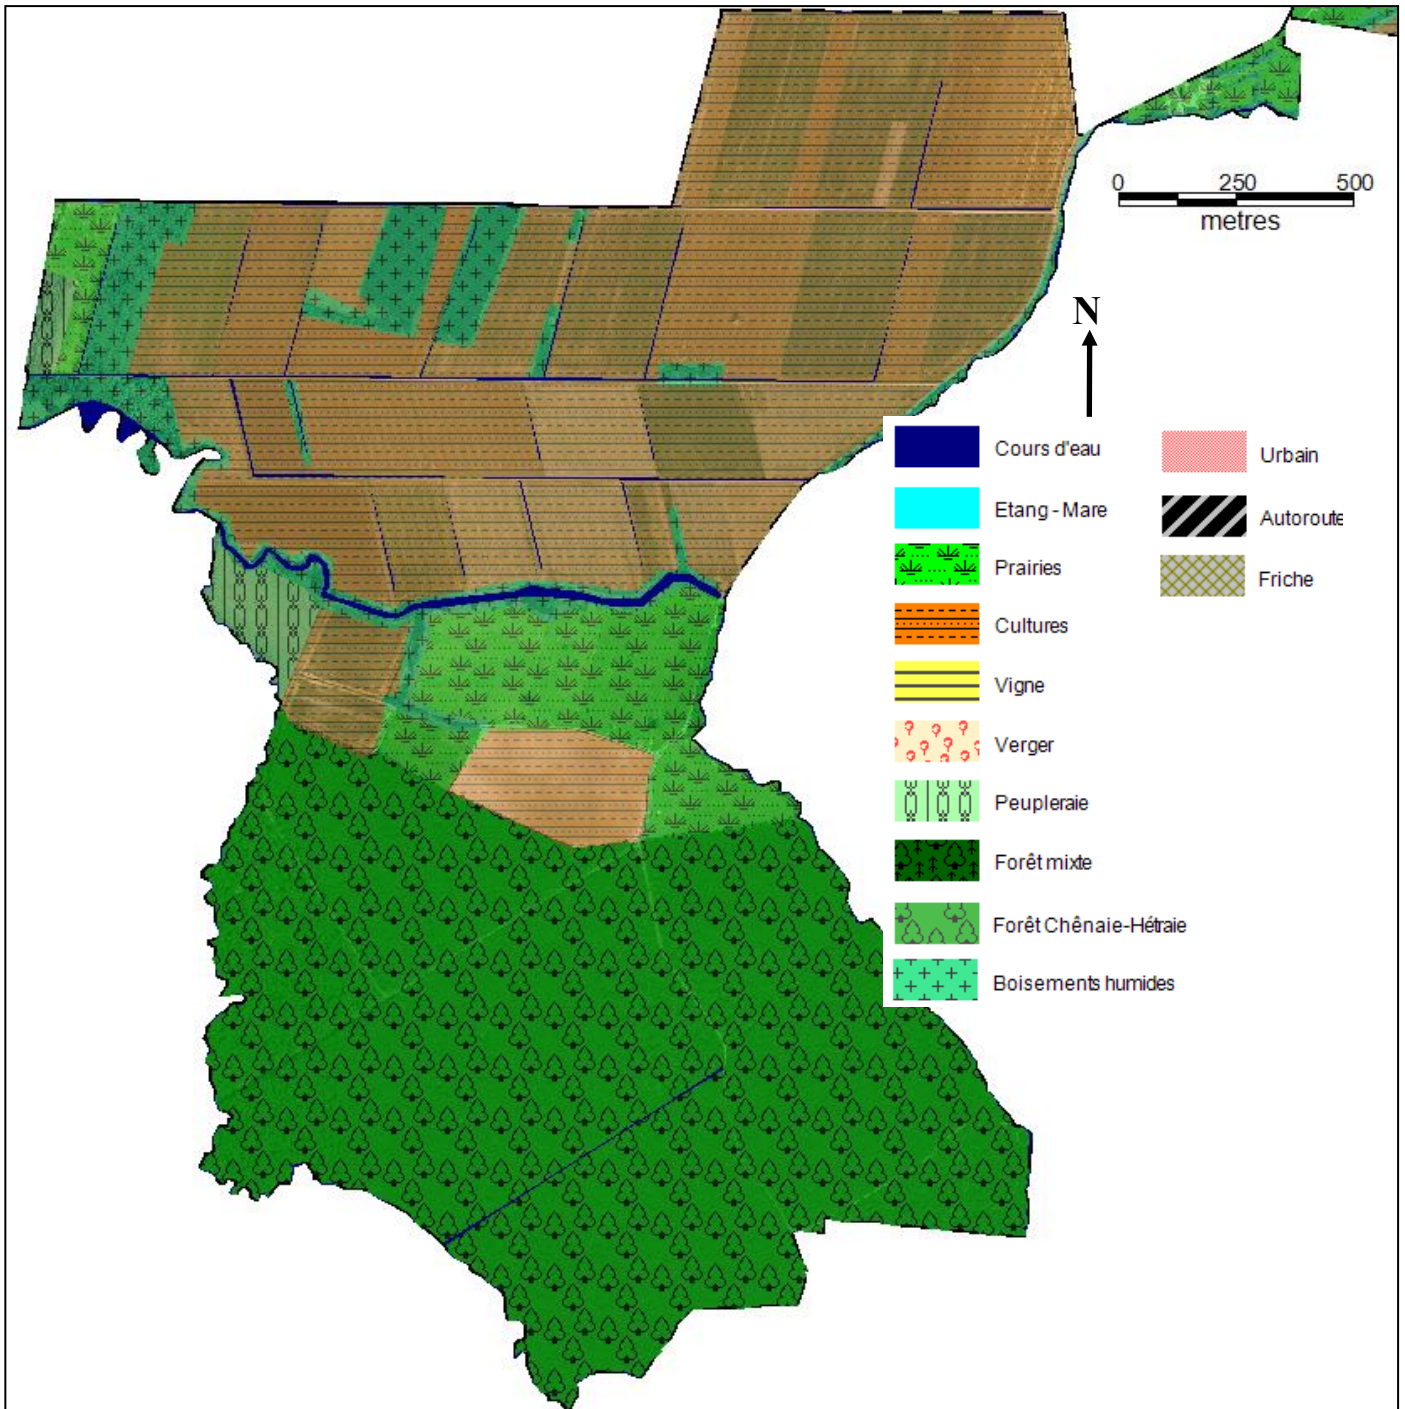 0 250 500
metres
N
Cours d'eau
Etang - Mare
Prairies
Cultures
Vigne
Verger
Peupleraie
Forêt mixte
Forêt Chênaie-Hétraie
Boisements humides
Urbain
Autoroute
Friche